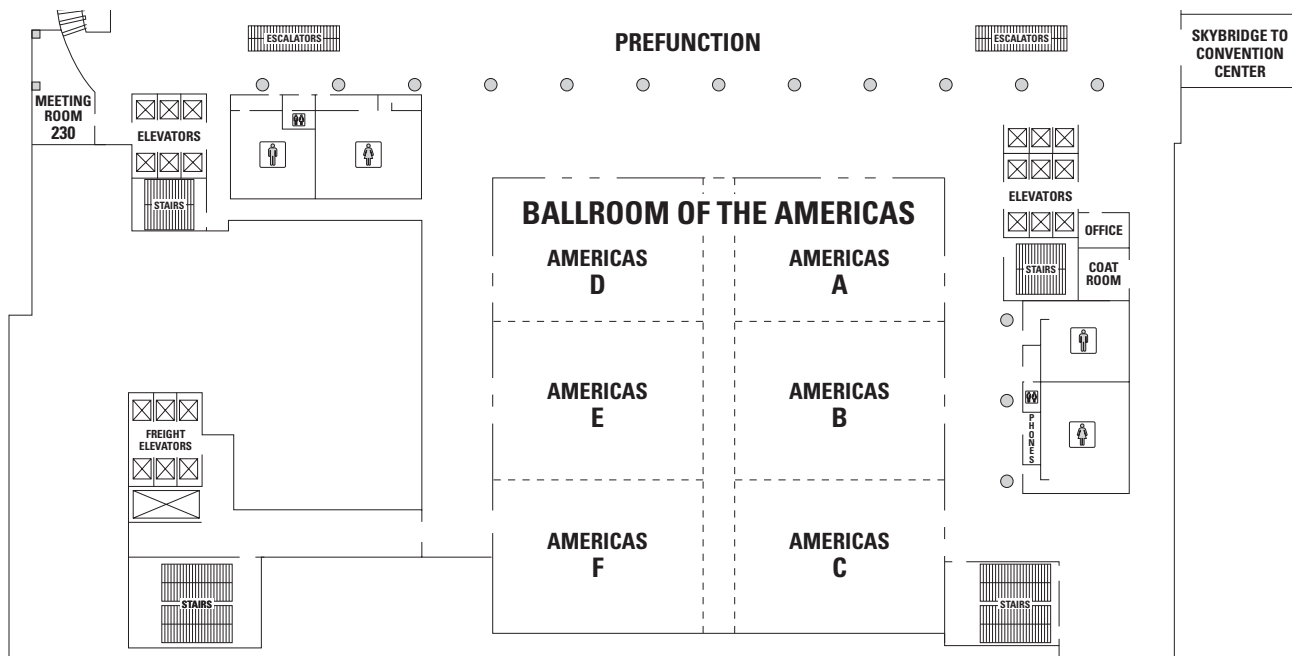 ESCALATORS
PREFUNCTION
ESCALATORS
SKYBRIDGE TO
CONVENTION
CENTER
MEETING
ROOM
230
ELEVATORS
STAIRS
ELEVATORS
OFFICE
STAIRS
COAT
ROOM
BALLROOM OF THE AMERICAS
AMERICAS
D
AMERICAS
A
AMERICAS
E
AMERICAS
B
PHONES
FREIGHT
ELEVATORS
AMERICAS
F
AMERICAS
C
STAIRS
STAIRS